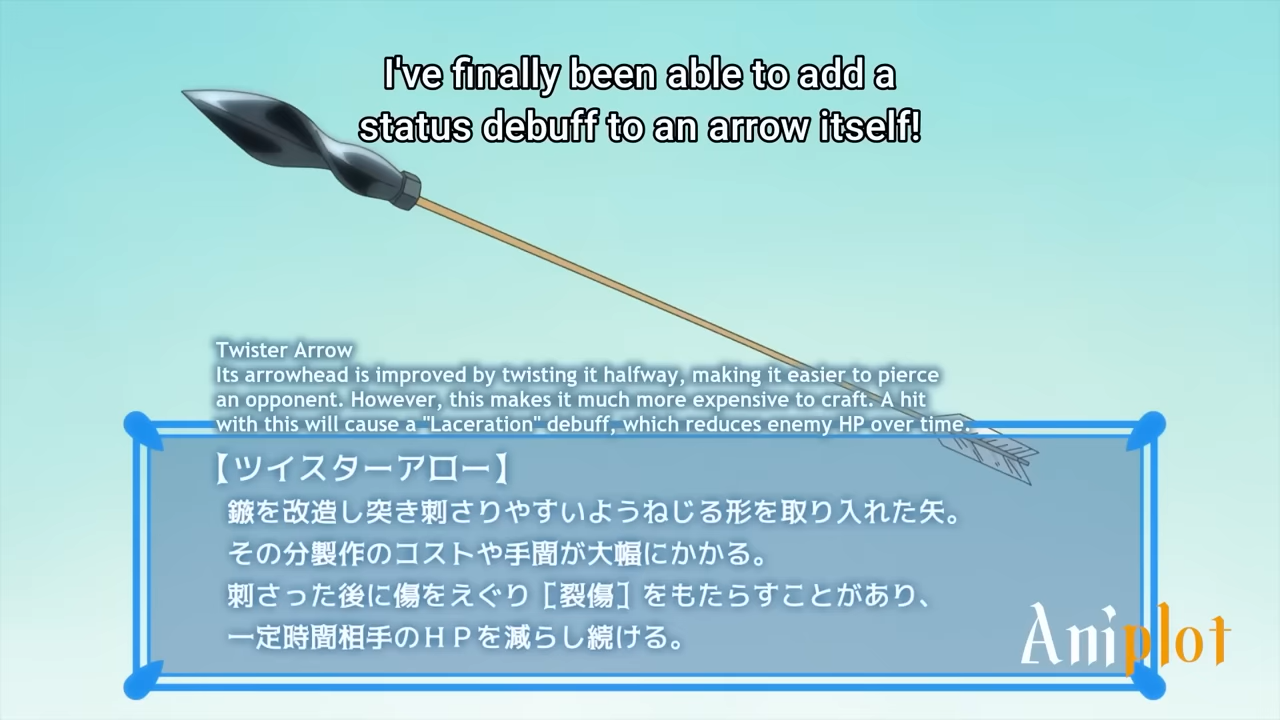 I've finally been able to add a
status debuff to an arrow itself!
Twister Arrow
Its arrowhead is improved by twisting it halfway, making it easier to pierce
an opponent. However, this makes it much more expensive to craft. A hit
with this will cause a "Laceration" debuff, which reduces enemy HP over time.
【ツイスターアロー】
鏃を改造し突き刺さりやすいようねじる形を取り入れた矢。
その分製作のコストや手間が大幅にかかる。
刺さった後に傷をえぐり［裂傷］をもたらすことがあり、
一定時間相手のＨＰを減らし続ける。
Aniplot